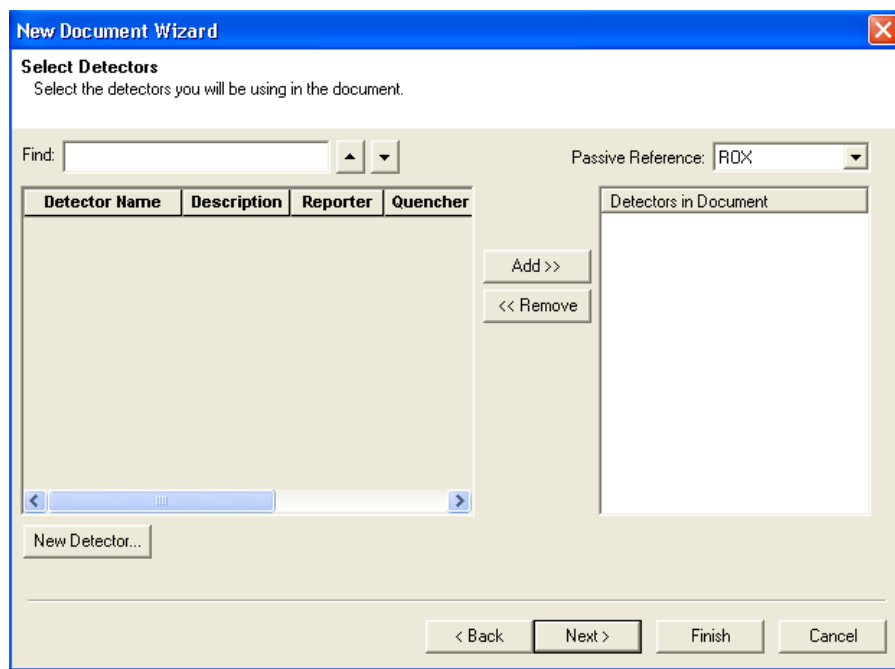 New Document Wizard
Select Detectors
Select the detectors you will be using in the document.
Find:
Passive Reference: ROX
Detector Name Description Reporter Quencher
Detectors in Document
Add >>
<< Remove
New Detector...
< Back Next > Finish Cancel